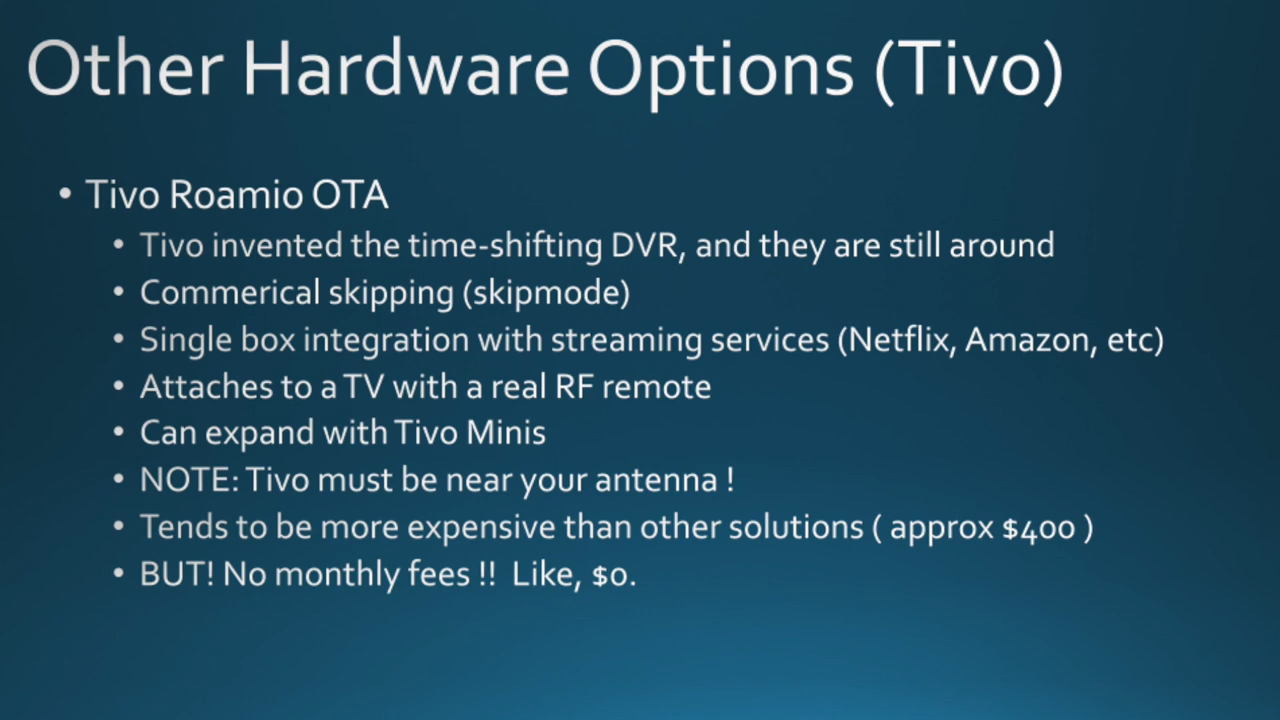 Other Hardware Options (Tivo)
• Tivo Roamio OTA
• Tivo invented the time-shifting DVR, and they are still around
• Commerical skipping (skipmode)
• Single box integration with streaming services (Netflix, Amazon, etc)
• Attaches to a TV with a real RF remote
• Can expand with Tivo Minis
• NOTE: Tivo must be near your antenna !
• Tends to be more expensive than other solutions ( approx $400 )
• BUT! No monthly fees !!  Like, $0.